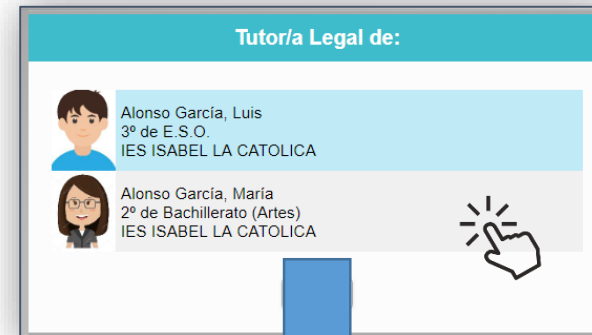 Tutor/a Legal de:
Alonso García, Luis
3º de E.S.O.
IES ISABEL LA CATOLICA
Alonso García, María
2º de Bachillerato (Artes)
IES ISABEL LA CATOLICA